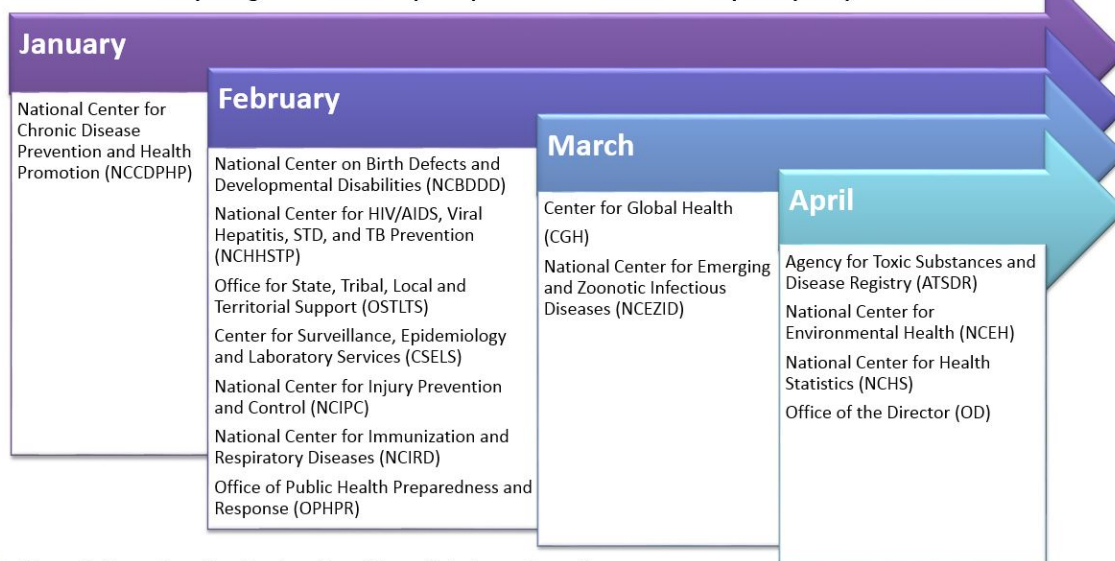 January
National Center for
Chronic Disease
Prevention and Health
Promotion (NCCDPHP)
February
National Center on Birth Defects and
Developmental Disabilities (NCBDDD)
National Center for HIV/AIDS, Viral
Hepatitis, STD, and TB Prevention
(NCHHSTP)
Office for State, Tribal, Local and
Territorial Support (OSTLTS)
Center for Surveillance, Epidemiology
and Laboratory Services (CSELS)
National Center for Injury Prevention
and Control (NCIPC)
National Center for Immunization and
Respiratory Diseases (NCIRD)
Office of Public Health Preparedness and
Response (OPHPR)
March
Center for Global Health
(CGH)
National Center for Emerging
and Zoonotic Infectious
Diseases (NCEZID)
April
Agency for Toxic Substances and
Disease Registry (ATSDR)
National Center for
Environmental Health (NCEH)
National Center for Health
Statistics (NCHS)
Office of the Director (OD)